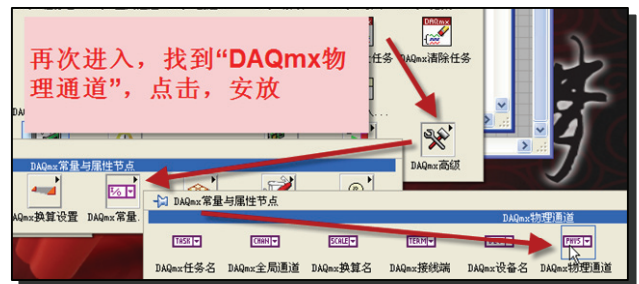 再次进入，找到“DAQmx物
理通道”，点击，安放
任务
DAQmx清除任务
DAQmx高级
DAQmx常量与属性节点
DAQmx换算设置
DAQmx常量.
DAQmx常量与属性节点
DAQmx物理通道
TASK
CHAN
SCALE
TERM
PHYS
DAQmx任务名
DAQmx全局通道
DAQmx换算名
DAQmx接线端
DAQmx设备名
DAQmx物理通道